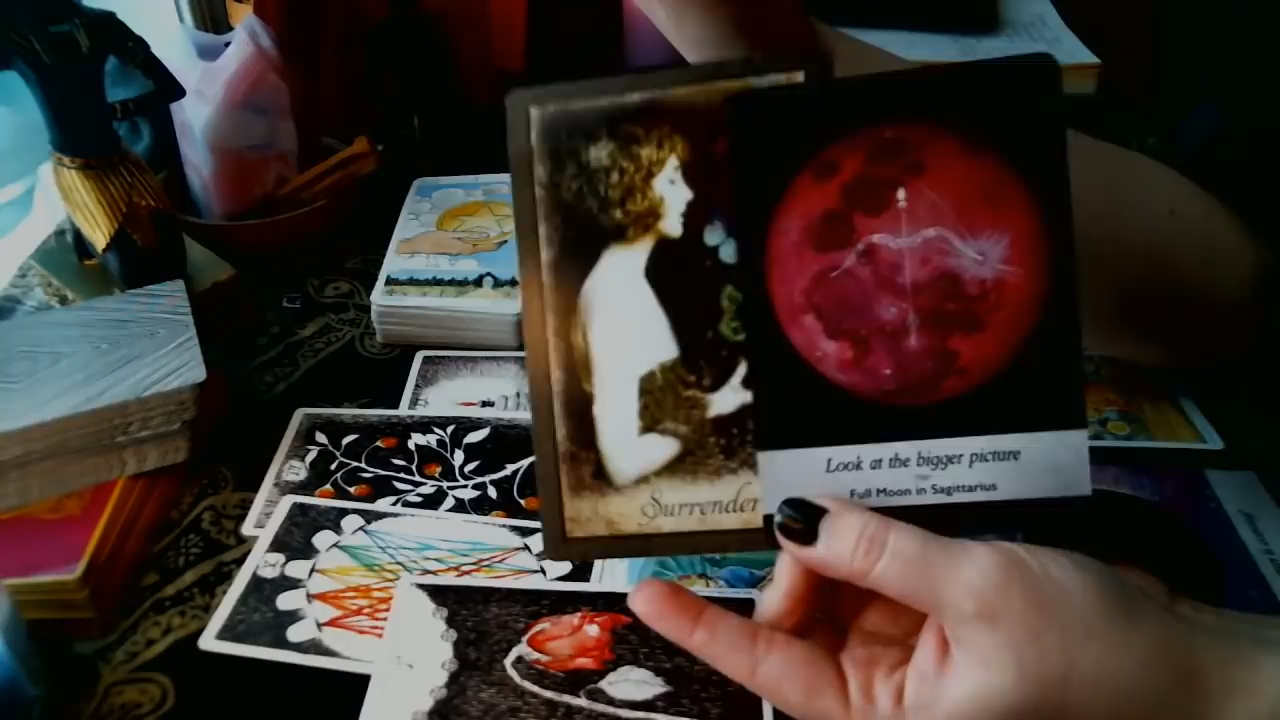 Surrender
Look at the bigger picture
Full Moon in Sagittarius